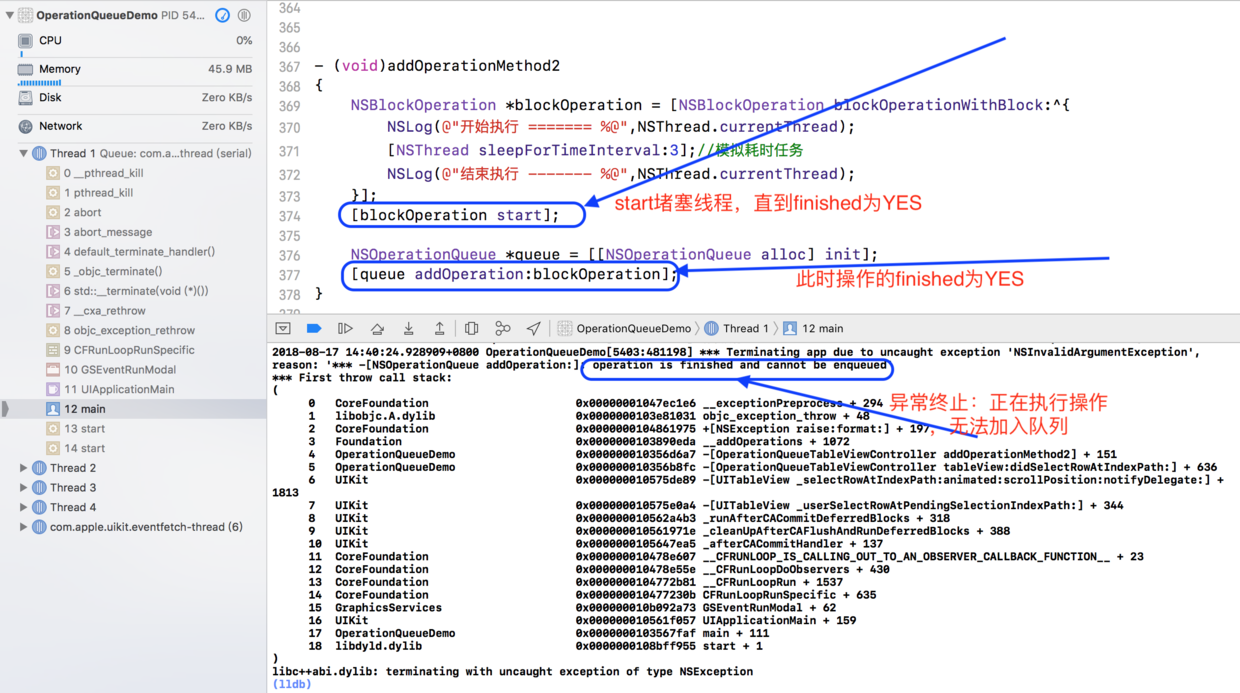 OperationQueueDemo PID 54...
CPU 0%
Memory 45.9 MB
Disk Zero KB/s
Network Zero KB/s
Thread 1 Queue: com.a...thread (serial)
0 __pthread_kill
1 pthread_kill
2 abort
3 abort_message
4 default_terminate_handler()
5 _objc_terminate()
6 std::__terminate(void (*)())
7 __cxa_rethrow
8 objc_exception_rethrow
9 CFRunLoopRunSpecific
10 GSEventRunModal
11 UIApplicationMain
12 main
13 start
14 start
Thread 2
Thread 3
Thread 4
com.apple.uikit.eventfetch-thread (6)
364
365
366
367 - (void)addOperationMethod2
368 {
369 NSBlockOperation *blockOperation = [NSBlockOperation blockOperationWithBlock:^{
370 NSLog(@"开始执行 ======= %@",NSThread.currentThread);
371 [NSThread sleepForTimeInterval:3];//模拟耗时任务
372 NSLog(@"结束执行 ------- %@",NSThread.currentThread);
373 }];
374 [blockOperation start];
start堵塞线程，直到finished为YES
375
376 NSOperationQueue *queue = [[NSOperationQueue alloc] init];
377 [queue addOperation:blockOperation];
此时操作的finished为YES
378 }
OperationQueueDemo Thread 1 12 main
2018-08-17 14:40:24.928909+0800 OperationQueueDemo[5403:481198] *** Terminating app due to uncaught exception 'NSInvalidArgumentException',
reason: '*** -[NSOperationQueue addOperation:]: operation is finished and cannot be enqueued'
*** First throw call stack:
(
0 CoreFoundation 0x00000001047ec1e6 __exceptionPreprocess + 294
1 libobjc.A.dylib 0x0000000103e81031 objc_exception_throw + 48
2 CoreFoundation 0x0000000104861975 +[NSException raise:format:] + 197
3 Foundation 0x0000000103890eda __addOperations + 1072
4 OperationQueueDemo 0x000000010356d6a7 -[OperationQueueTableViewController addOperationMethod2] + 151
5 OperationQueueDemo 0x000000010356b8fc -[OperationQueueTableViewController tableView:didSelectRowAtIndexPath:] + 636
6 UIKit 0x000000010575de89 -[UITableView _selectRowAtIndexPath:animated:scrollPosition:notifyDelegate:] +
1813
7 UIKit 0x000000010575e0a4 -[UITableView _userSelectRowAtPendingSelectionIndexPath:] + 344
8 UIKit 0x0000000105624ab3 _runAfterCACommitDeferredBlocks + 318
9 UIKit 0x000000010561971e _cleanUpAfterCAFlushAndRunDeferredBlocks + 388
10 UIKit 0x0000000105647ea5 _afterCACommitHandler + 137
11 CoreFoundation 0x000000010478e607 __CFRUNLOOP_IS_CALLING_OUT_TO_AN_OBSERVER_CALLBACK_FUNCTION__ + 23
12 CoreFoundation 0x000000010478e55e __CFRunLoopDoObservers + 430
13 CoreFoundation 0x0000000104772b81 __CFRunLoopRun + 1537
14 CoreFoundation 0x000000010477230b CFRunLoopRunSpecific + 635
15 GraphicsServices 0x000000010b092a73 GSEventRunModal + 62
16 UIKit 0x000000010561f057 UIApplicationMain + 159
17 OperationQueueDemo 0x0000000103567faf main + 111
18 libdyld.dylib 0x0000000108bff955 start + 1
)
异常终止：正在执行操作
，无法加入队列
libc++abi.dylib: terminating with uncaught exception of type NSException
(lldb)